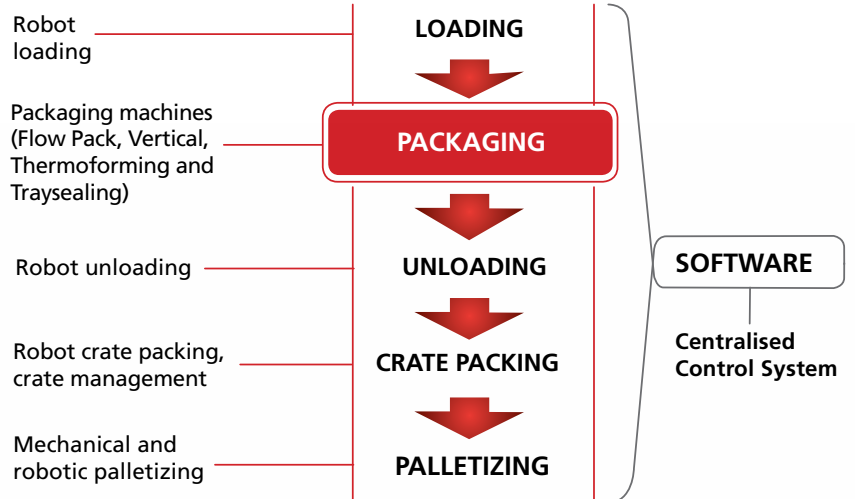 Robot
loading
LOADING
Packaging machines
(Flow Pack, Vertical,
Thermoforming and
Traysealing)
PACKAGING
Robot unloading
UNLOADING
SOFTWARE
Centralised
Control System
Robot crate packing,
crate management
CRATE PACKING
Mechanical and
robotic palletizing
PALLETIZING